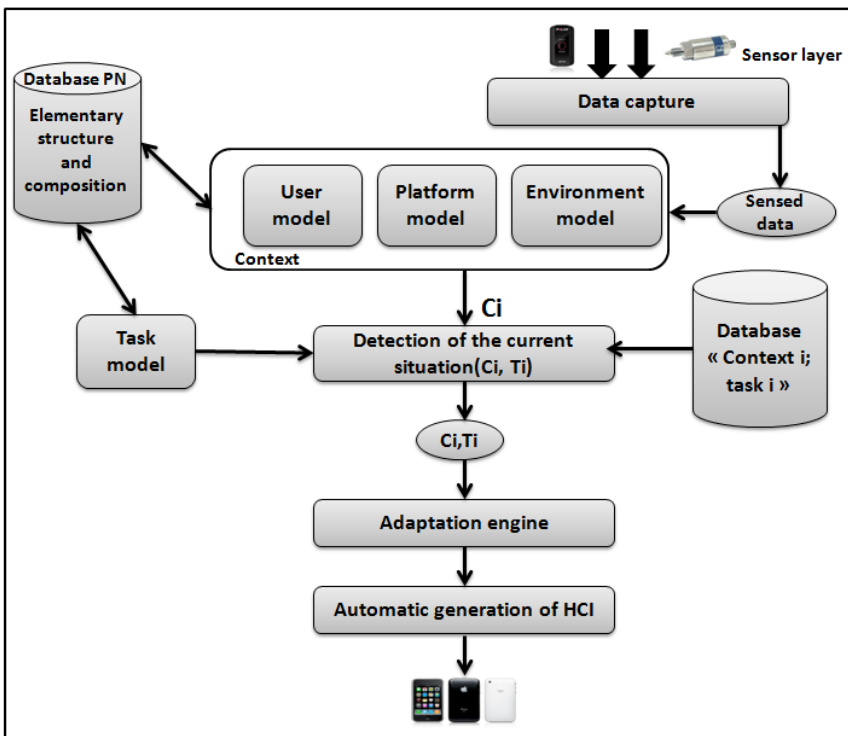 Sensor layer
Data capture
Database PN
Elementary
structure
and
composition
User
model
Platform
model
Environment
model
Context
Sensed
data
Ci
Task
model
Detection of the current
situation(Ci, Ti)
Database
« Context i;
task i »
Ci,Ti
Adaptation engine
Automatic generation of HCI